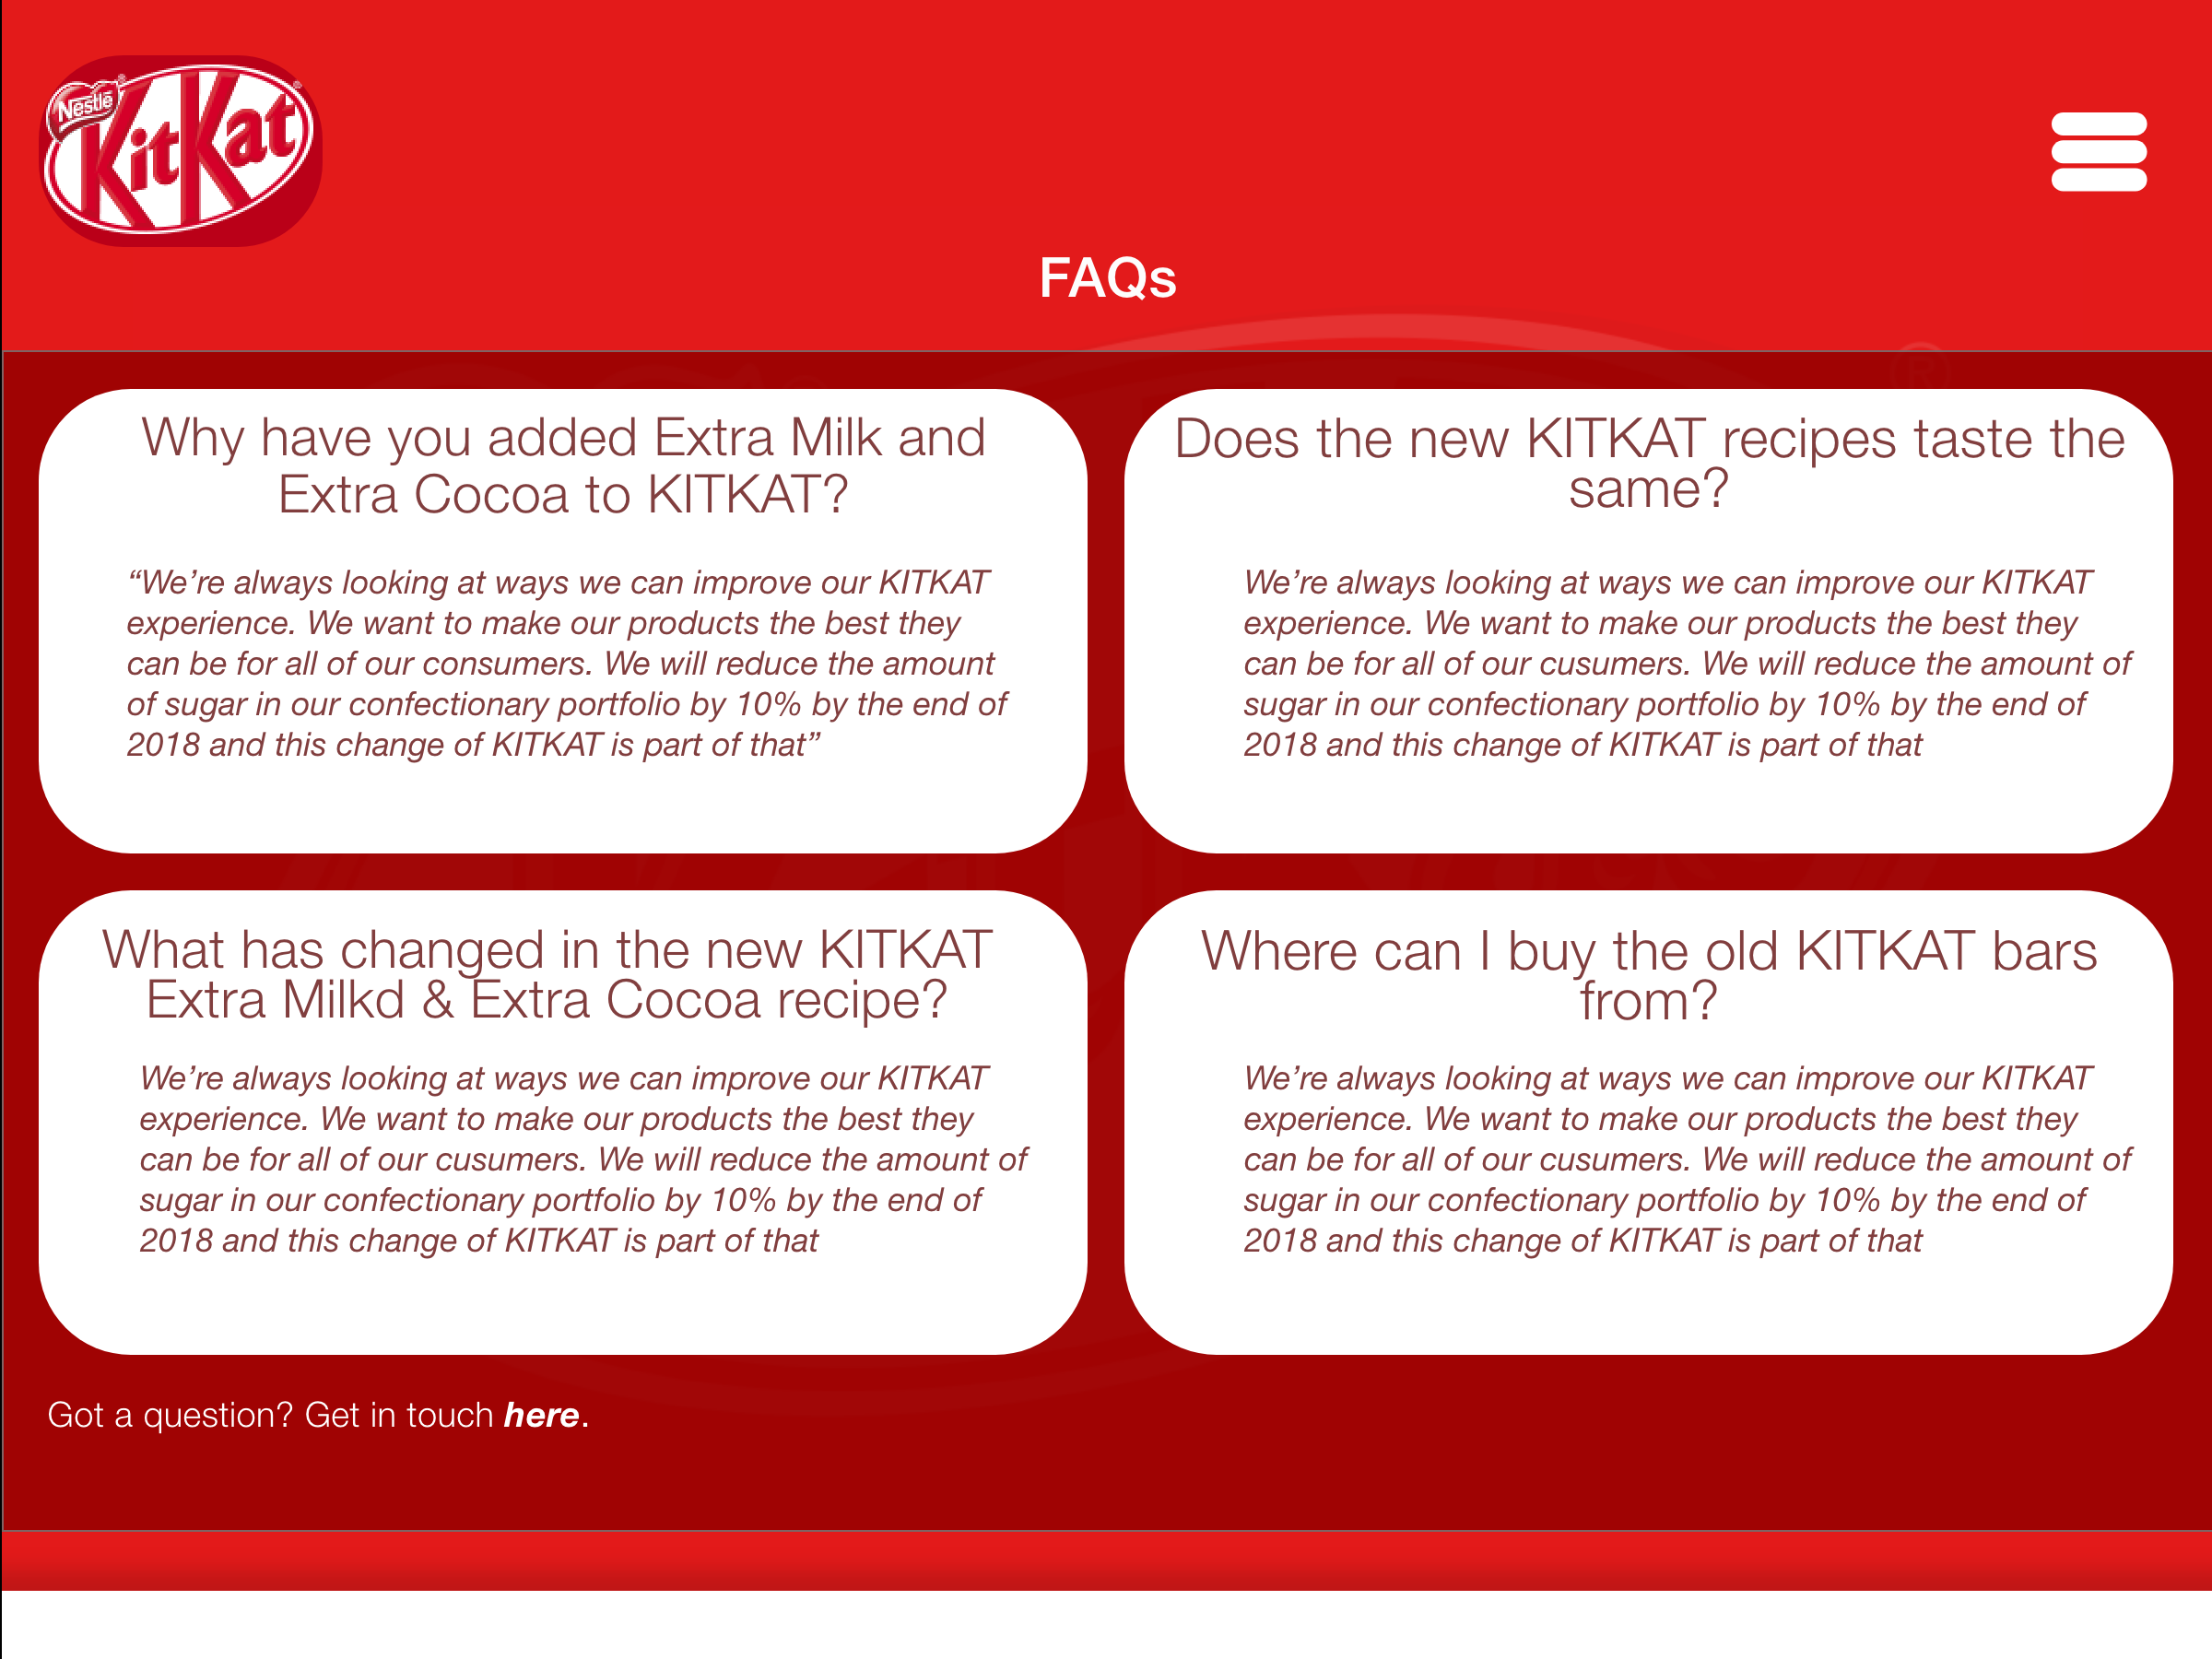 Nestlé
KitKat
FAQs
Why have you added Extra Milk and
Extra Cocoa to KITKAT?
“We’re always looking at ways we can improve our KITKAT
experience. We want to make our products the best they
can be for all of our consumers. We will reduce the amount
of sugar in our confectionary portfolio by 10% by the end of
2018 and this change of KITKAT is part of that”
Does the new KITKAT recipes taste the
same?
We’re always looking at ways we can improve our KITKAT
experience. We want to make our products the best they
can be for all of our cusumers. We will reduce the amount of
sugar in our confectionary portfolio by 10% by the end of
2018 and this change of KITKAT is part of that
What has changed in the new KITKAT
Extra Milkd & Extra Cocoa recipe?
We’re always looking at ways we can improve our KITKAT
experience. We want to make our products the best they
can be for all of our cusumers. We will reduce the amount of
sugar in our confectionary portfolio by 10% by the end of
2018 and this change of KITKAT is part of that
Where can I buy the old KITKAT bars
from?
We’re always looking at ways we can improve our KITKAT
experience. We want to make our products the best they
can be for all of our cusumers. We will reduce the amount of
sugar in our confectionary portfolio by 10% by the end of
2018 and this change of KITKAT is part of that
Got a question? Get in touch here.